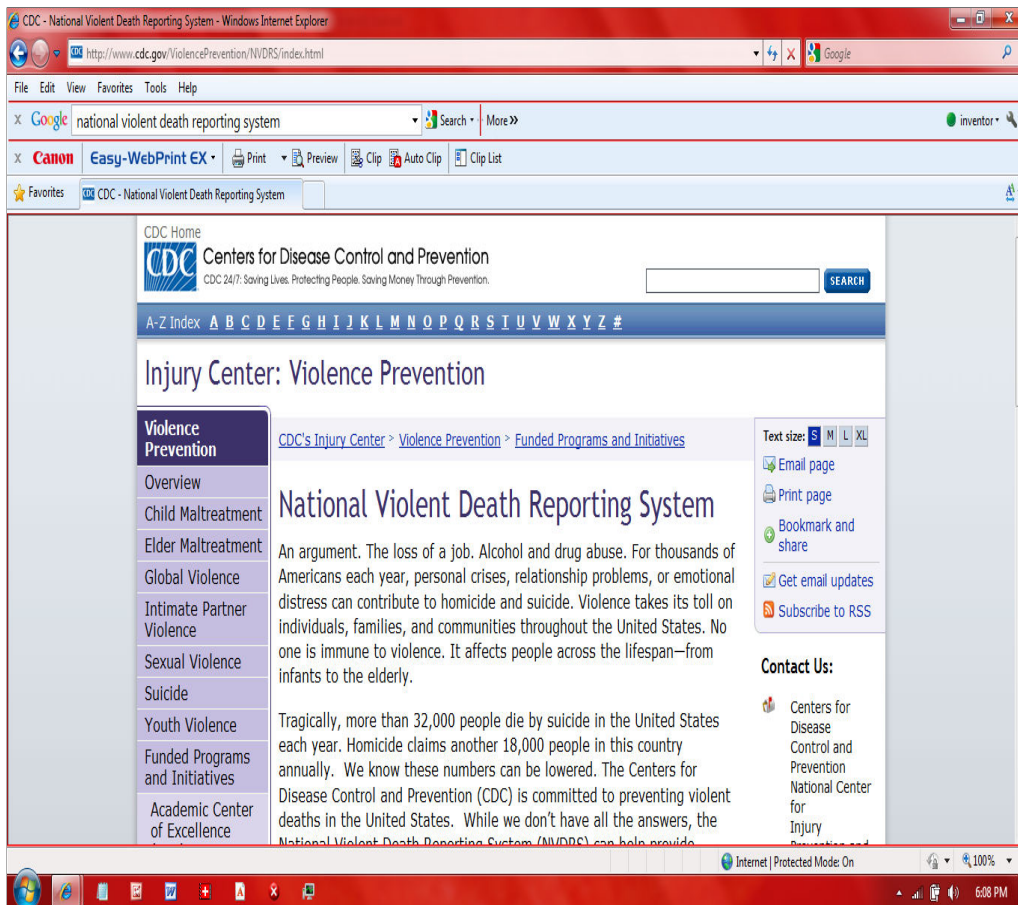 CDC - National Violent Death Reporting System - Windows Internet Explorer
http://www.cdc.gov/ViolencePrevention/NVDRS/index.html
Google
File Edit View Favorites Tools Help
x Google national violent death reporting system Search More >> inventor
x Canon Easy-WebPrint EX Print Preview Clip Auto Clip Clip List
Favorites CDC - National Violent Death Reporting System
CDC Home
CDC Centers for Disease Control and Prevention
CDC 24/7: Saving Lives. Protecting People. Saving Money Through Prevention.
SEARCH
A-Z Index A B C D E F G H I J K L M N O P Q R S T U V W X Y Z #
Injury Center: Violence Prevention
Violence
Prevention
Overview
Child Maltreatment
Elder Maltreatment
Global Violence
Intimate Partner
Violence
Sexual Violence
Suicide
Youth Violence
Funded Programs
and Initiatives
Academic Center
of Excellence
CDC's Injury Center > Violence Prevention > Funded Programs and Initiatives
National Violent Death Reporting System
An argument. The loss of a job. Alcohol and drug abuse. For thousands of
Americans each year, personal crises, relationship problems, or emotional
distress can contribute to homicide and suicide. Violence takes its toll on
individuals, families, and communities throughout the United States. No
one is immune to violence. It affects people across the lifespan—from
infants to the elderly.
Tragically, more than 32,000 people die by suicide in the United States
each year. Homicide claims another 18,000 people in this country
annually. We know these numbers can be lowered. The Centers for
Disease Control and Prevention (CDC) is committed to preventing violent
deaths in the United States. While we don't have all the answers, the
National Violent Death Reporting System (NVDRS) can help provide
Text size: S M L XL
Email page
Print page
Bookmark and
share
Get email updates
Subscribe to RSS
Contact Us:
Centers for
Disease
Control and
Prevention
National Center
for
Injury
Prevention and
Internet | Protected Mode: On
100%
6:08 PM